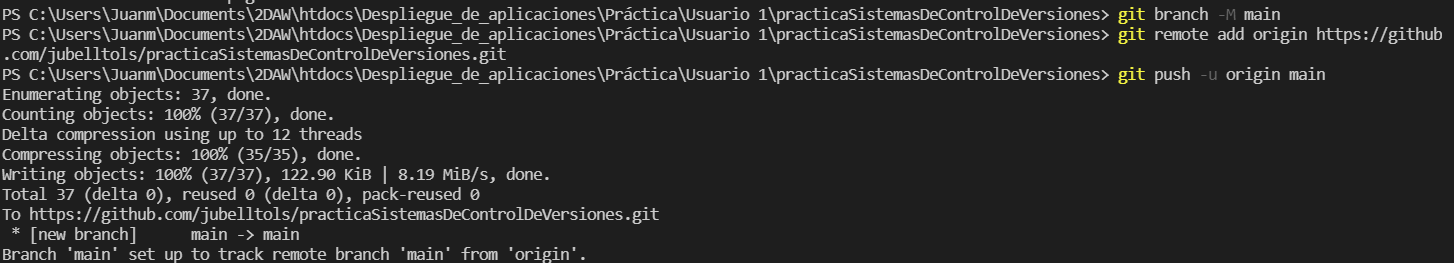 PS C:\Users\Juanm\Documents\2DAW\htdocs\Despliegue_de_aplicaciones\Práctica\Usuario 1\practicaSistemasDeControlDeVersiones> git branch -M main
PS C:\Users\Juanm\Documents\2DAW\htdocs\Despliegue_de_aplicaciones\Práctica\Usuario 1\practicaSistemasDeControlDeVersiones> git remote add origin https://github
.com/jubelltols/practicaSistemasDeControlDeVersiones.git
PS C:\Users\Juanm\Documents\2DAW\htdocs\Despliegue_de_aplicaciones\Práctica\Usuario 1\practicaSistemasDeControlDeVersiones> git push -u origin main
Enumerating objects: 37, done.
Counting objects: 100% (37/37), done.
Delta compression using up to 12 threads
Compressing objects: 100% (35/35), done.
Writing objects: 100% (37/37), 122.90 KiB | 8.19 MiB/s, done.
Total 37 (delta 0), reused 0 (delta 0), pack-reused 0
To https://github.com/jubelltols/practicaSistemasDeControlDeVersiones.git
 * [new branch]      main -> main
Branch 'main' set up to track remote branch 'main' from 'origin'.